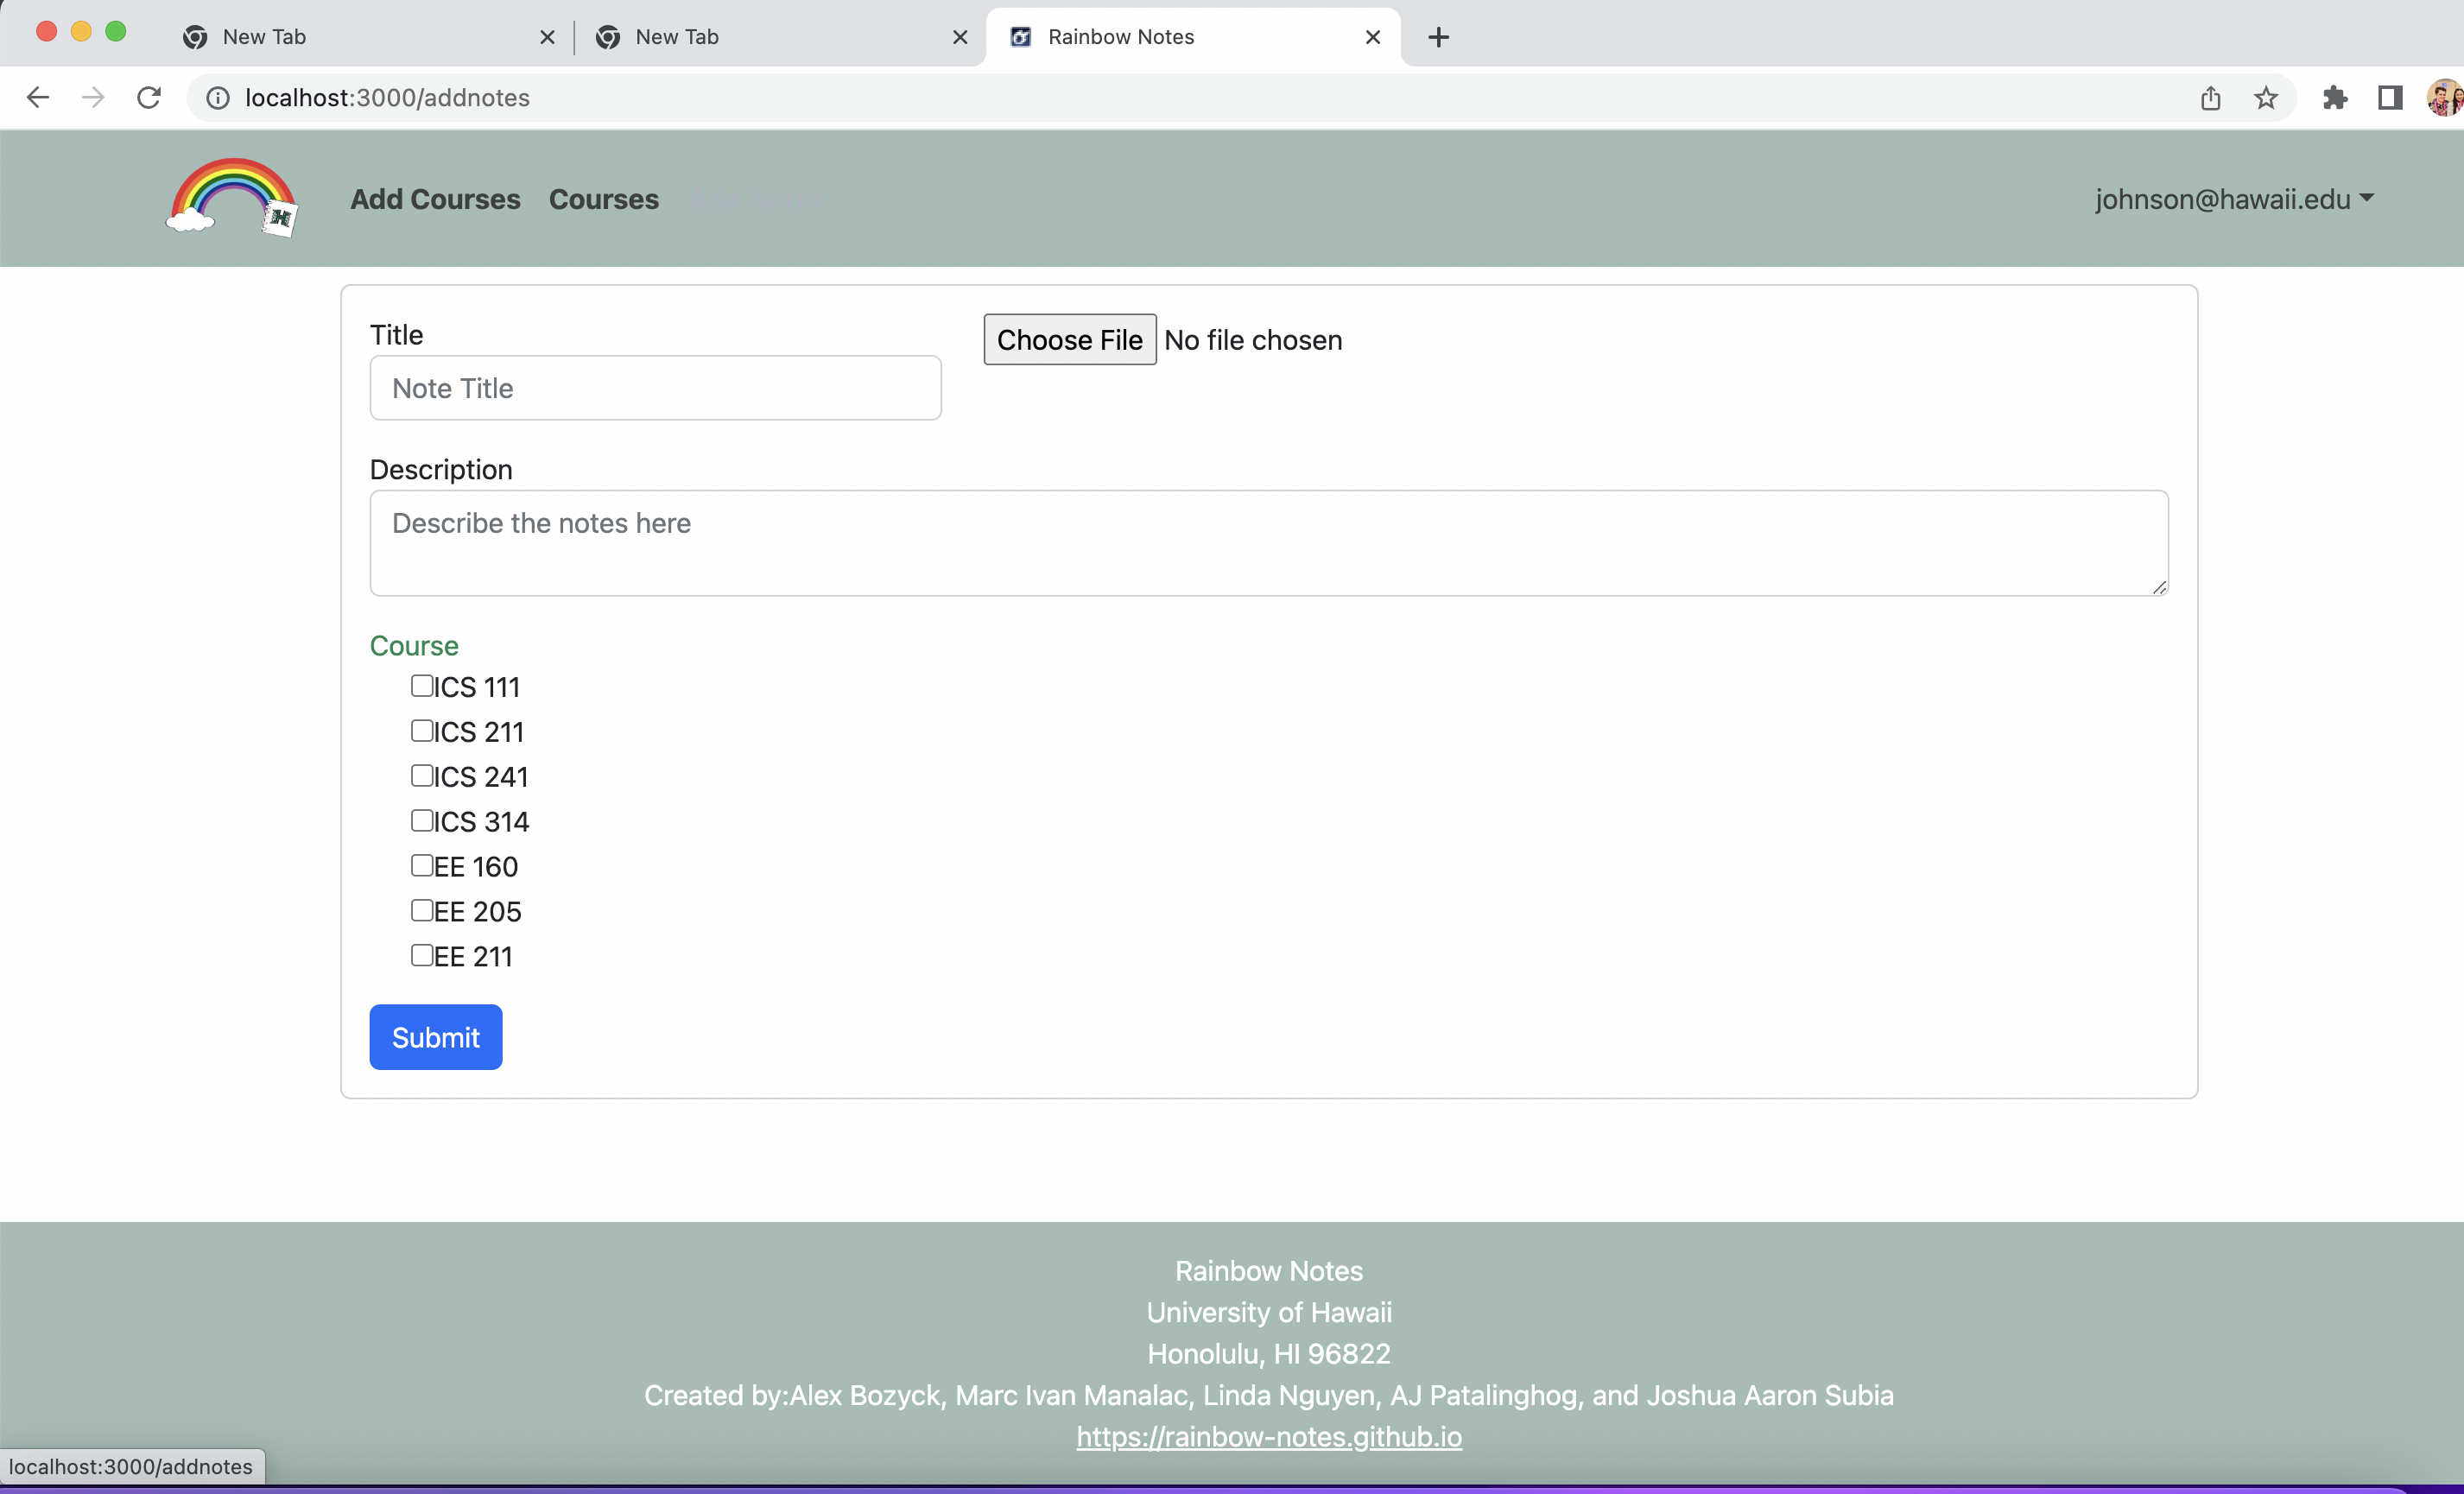 New Tab
New Tab
Rainbow Notes
localhost:3000/addnotes
H
Add Courses
Courses
johnson@hawaii.edu
Title
Choose File No file chosen
Note Title
Description
Describe the notes here
Course
ICS 111
ICS 211
ICS 241
ICS 314
EE 160
EE 205
EE 211
Submit
Rainbow Notes
University of Hawaii
Honolulu, HI 96822
Created by:Alex Bozyck, Marc Ivan Manalac, Linda Nguyen, AJ Patalinghog, and Joshua Aaron Subia
https://rainbow-notes.github.io
localhost:3000/addnotes